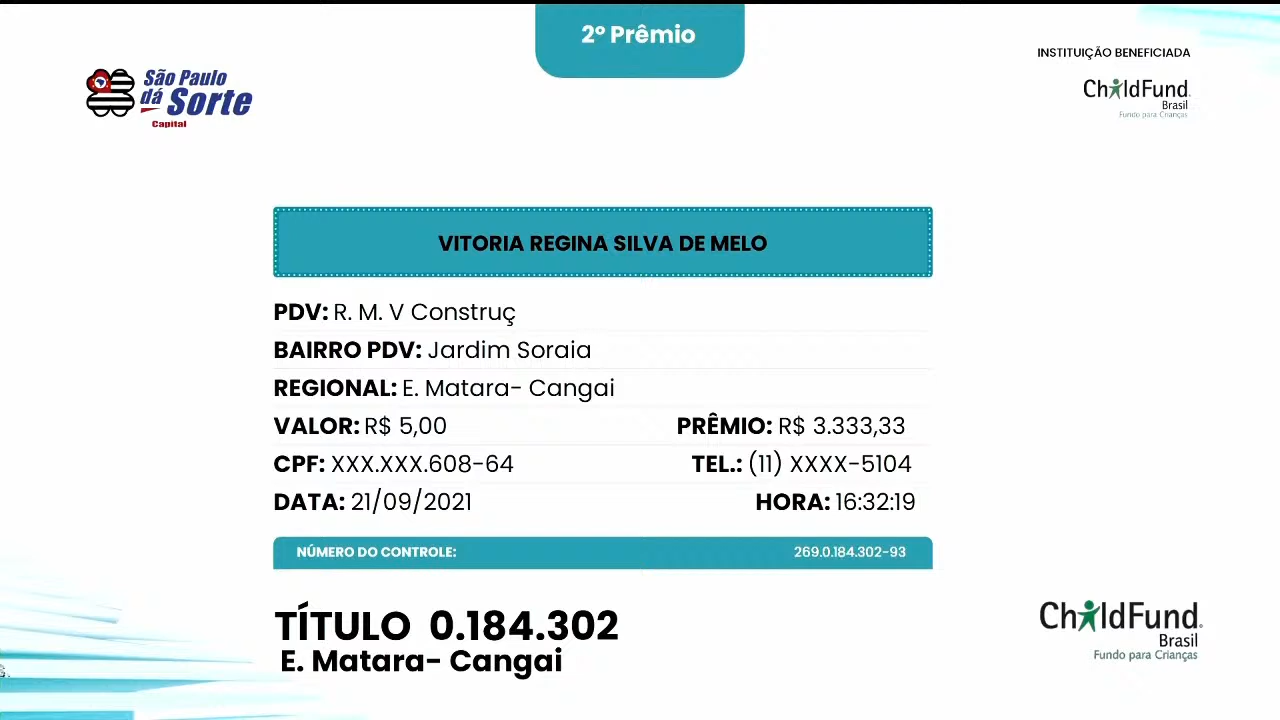 2º Prêmio
INSTITUIÇÃO BENEFICIADA
São Paulo
dá Sorte
Capital
ChildFund
Brasil
Fundo para Crianças
VITORIA REGINA SILVA DE MELO
PDV: R. M. V Construç
BAIRRO PDV: Jardim Soraia
REGIONAL: E. Matara- Cangai
VALOR: R$ 5,00 PRÊMIO: R$ 3.333,33
CPF: XXX.XXX.608-64 TEL.: (11) XXXX-5104
DATA: 21/09/2021 HORA: 16:32:19
NÚMERO DO CONTROLE: 269.0.184.302-93
TÍTULO 0.184.302
E. Matara- Cangai
ChildFund
Brasil
Fundo para Crianças